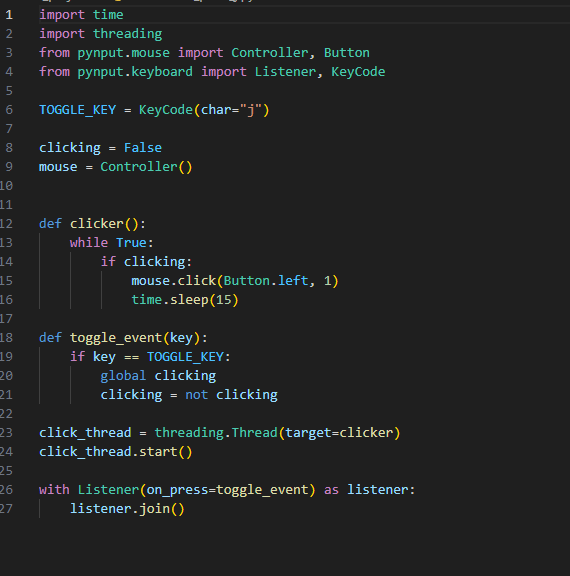 1 import time
2 import threading
3 from pynput.mouse import Controller, Button
4 from pynput.keyboard import Listener, KeyCode
5
6 TOGGLE_KEY = KeyCode(char="j")
7
8 clicking = False
9 mouse = Controller()
10
11
12 def clicker():
13     while True:
14         if clicking:
15             mouse.click(Button.left, 1)
16             time.sleep(15)
17
18 def toggle_event(key):
19     if key == TOGGLE_KEY:
20         global clicking
21         clicking = not clicking
22
23 click_thread = threading.Thread(target=clicker)
24 click_thread.start()
25
26 with Listener(on_press=toggle_event) as listener:
27     listener.join()